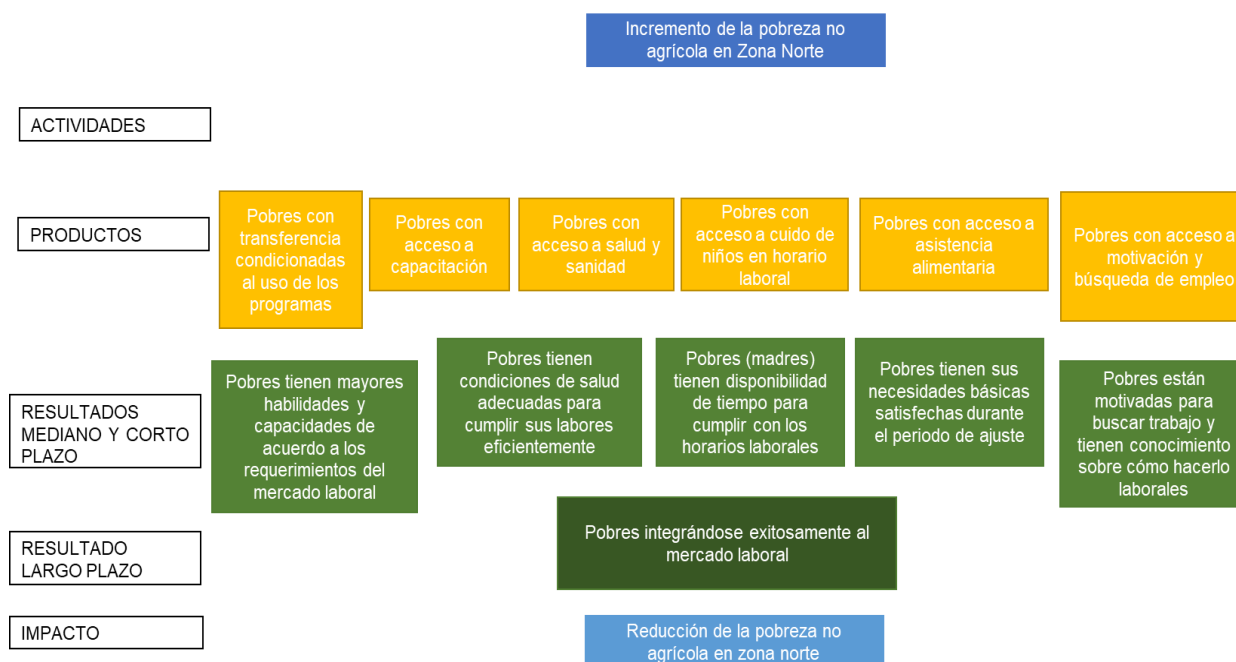 Incremento de la pobreza no
agrícola en Zona Norte
ACTIVIDADES
PRODUCTOS
Pobres con
transferencia
condicionadas
al uso de los
programas
Pobres con
acceso a
capacitación
Pobres con
acceso a salud y
sanidad
Pobres con
acceso a cuido de
niños en horario
laboral
Pobres con acceso a
asistencia
alimentaria
Pobres con acceso a
motivación y
búsqueda de empleo
RESULTADOS
MEDIANO Y CORTO
PLAZO
Pobres tienen mayores
habilidades y
capacidades de
acuerdo a los
requerimientos del
mercado laboral
Pobres tienen
condiciones de salud
adecuadas para
cumplir sus labores
eficientemente
Pobres (madres)
tienen disponibilidad
de tiempo para
cumplir con los
horarios laborales
Pobres tienen sus
necesidades básicas
satisfechas durante
el periodo de ajuste
Pobres están
motivadas para
buscar trabajo y
tienen conocimiento
sobre cómo hacerlo
laborales
RESULTADO
LARGO PLAZO
Pobres integrándose exitosamente al
mercado laboral
IMPACTO
Reducción de la pobreza no
agrícola en zona norte